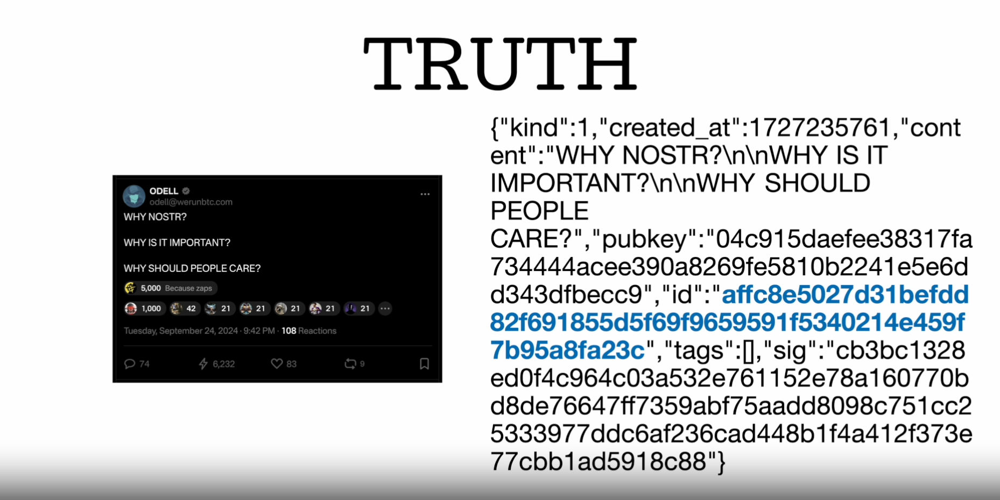 TRUTH
ODELL
odell@werunbtc.com
WHY NOSTR?
WHY IS IT IMPORTANT?
WHY SHOULD PEOPLE CARE?
5,000 Because zaps
1,000 42 21 21 21 21 21
Tuesday, September 24, 2024 · 9:42 PM · 108 Reactions
74 6,232 83 9
{"kind":1,"created_at":1727235761,"cont
ent":"WHY NOSTR?\n\nWHY IS IT
IMPORTANT?\n\nWHY SHOULD
PEOPLE
CARE?","pubkey":"04c915daefee38317fa
734444acee390a8269fe5810b2241e5e6d
d343dfbecc9","id":"affc8e5027d31befdd
82f691855d5f69f9659591f5340214e459f
7b95a8fa23c","tags":[],"sig":"cb3bc1328
ed0f4c964c03a532e761152e78a160770b
d8de76647ff7359abf75aadd8098c751cc2
5333977ddc6af236cad448b1f4a412f373e
77cbb1ad5918c88"}